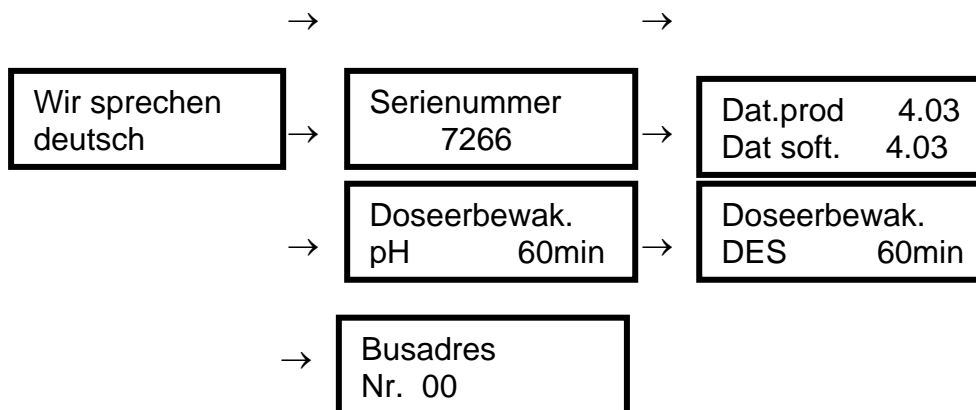 → →
Wir sprechen
deutsch
→
Serienummer
7266
→
Dat.prod 4.03
Dat soft. 4.03
→
Doseerbewak.
pH 60min
→
Doseerbewak.
DES 60min
→
Busadres
Nr. 00